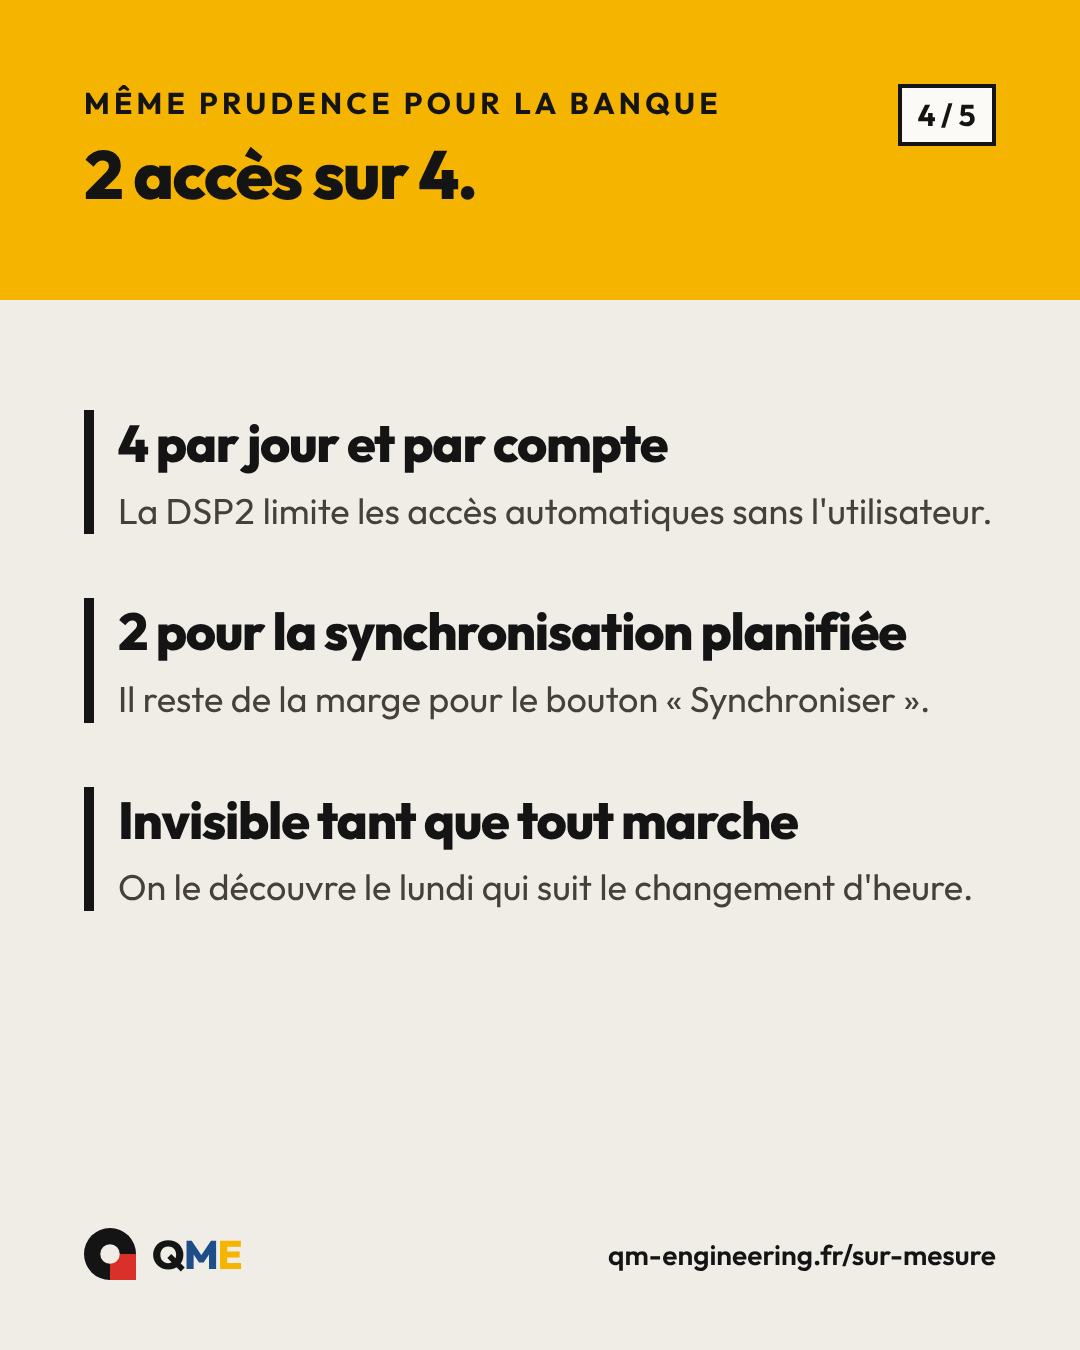 MÊME PRUDENCE POUR LA BANQUE
4 / 5
2 accès sur 4.
4 par jour et par compte
La DSP2 limite les accès automatiques sans l'utilisateur.
2 pour la synchronisation planifiée
Il reste de la marge pour le bouton « Synchroniser ».
Invisible tant que tout marche
On le découvre le lundi qui suit le changement d'heure.
QME
qm-engineering.fr/sur-mesure